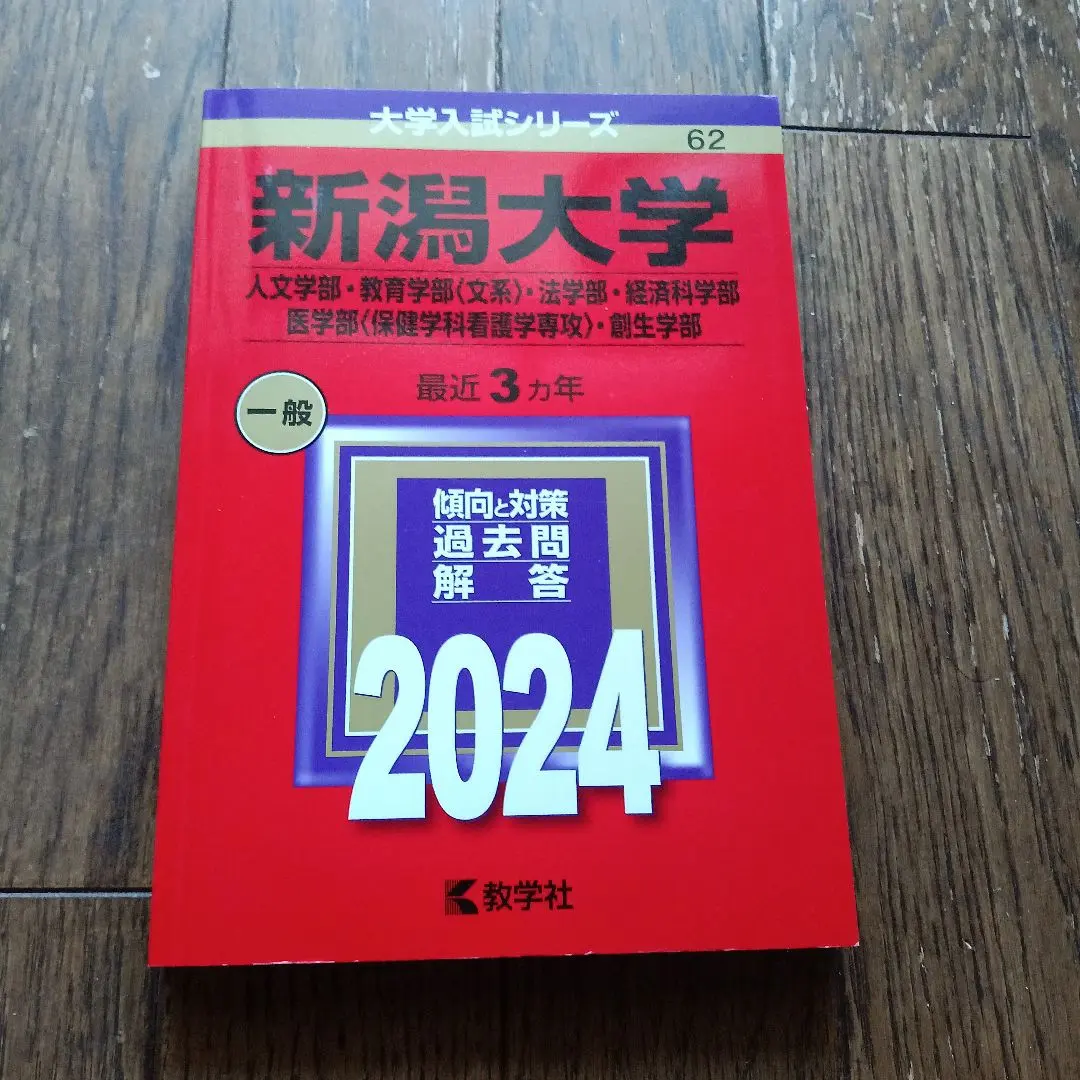 大学入試シリーズ
62
新潟大学
人文学部・教育学部〈文系〉・法学部・経済科学部
医学部〈保健学科看護学専攻〉・創生学部
最近3カ年
一般
傾向と対策
過去問
解答
2024
教学社